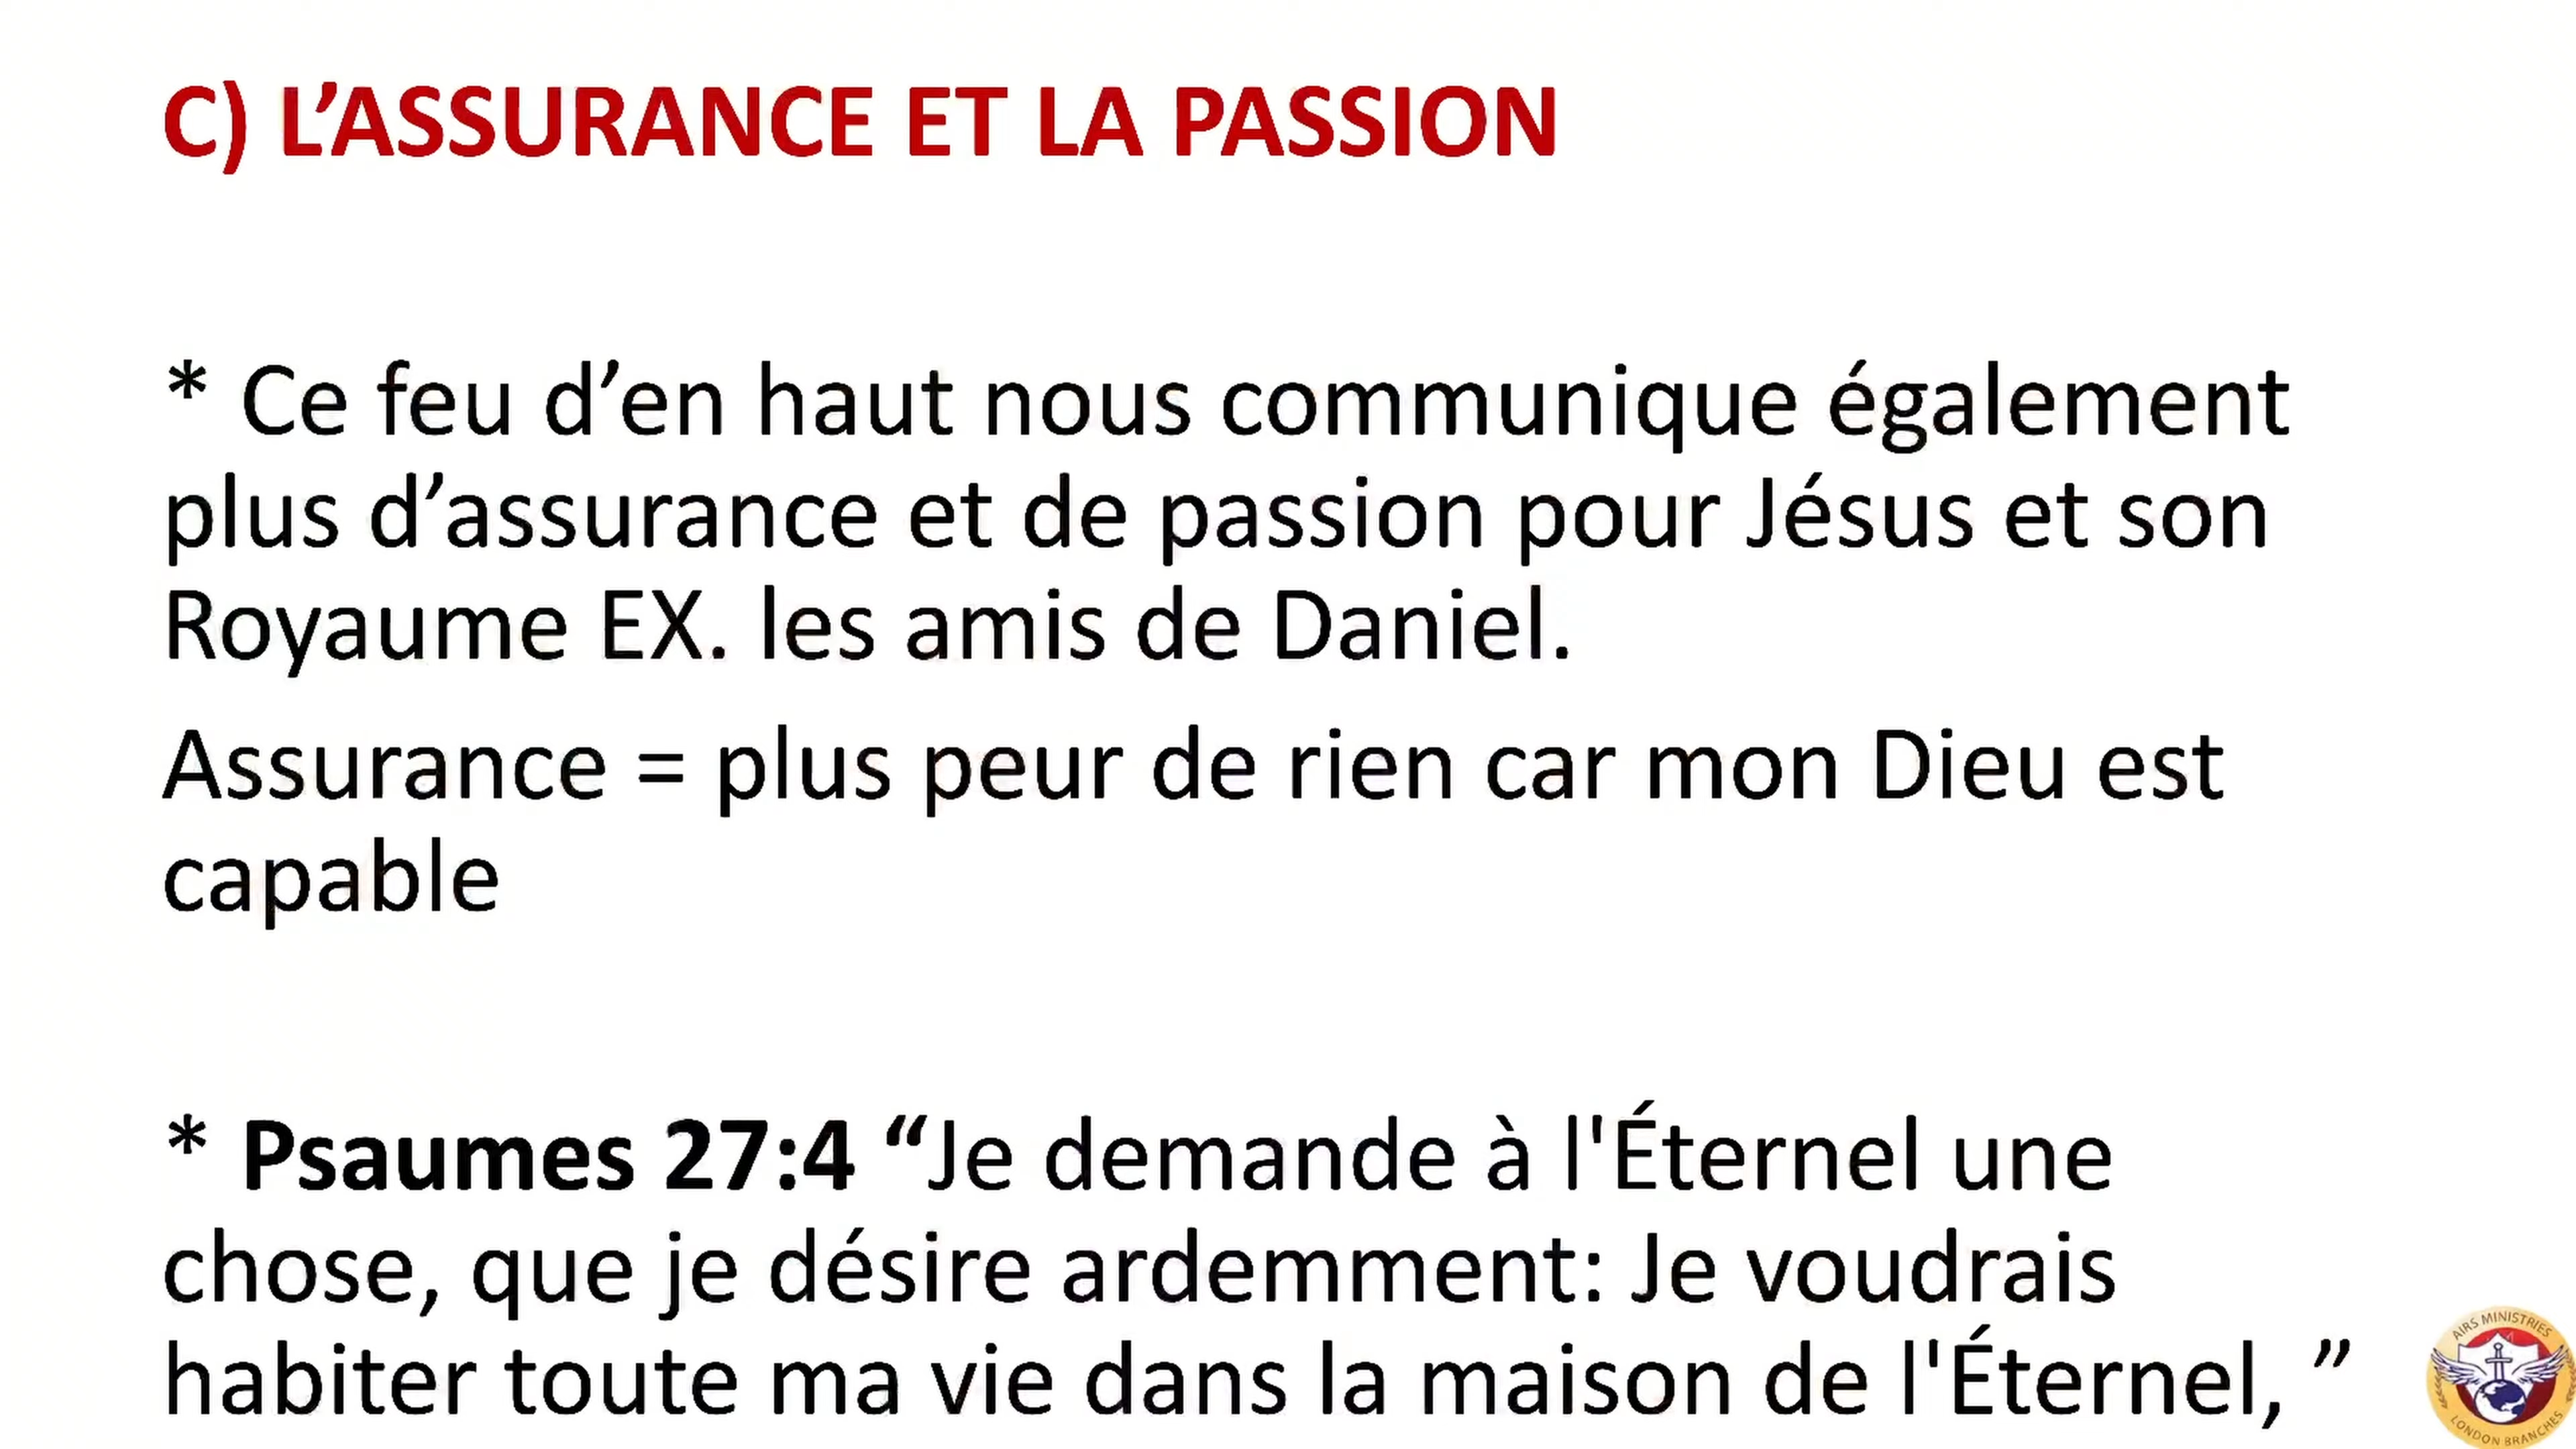 C) L’ASSURANCE ET LA PASSION
* Ce feu d’en haut nous communique également
plus d’assurance et de passion pour Jésus et son
Royaume EX. les amis de Daniel.
Assurance = plus peur de rien car mon Dieu est
capable
* Psaumes 27:4 “Je demande à l'Éternel une
chose, que je désire ardemment: Je voudrais
habiter toute ma vie dans la maison de l'Éternel, ”
AIRS MINISTRIES
LONDON BRANCHES